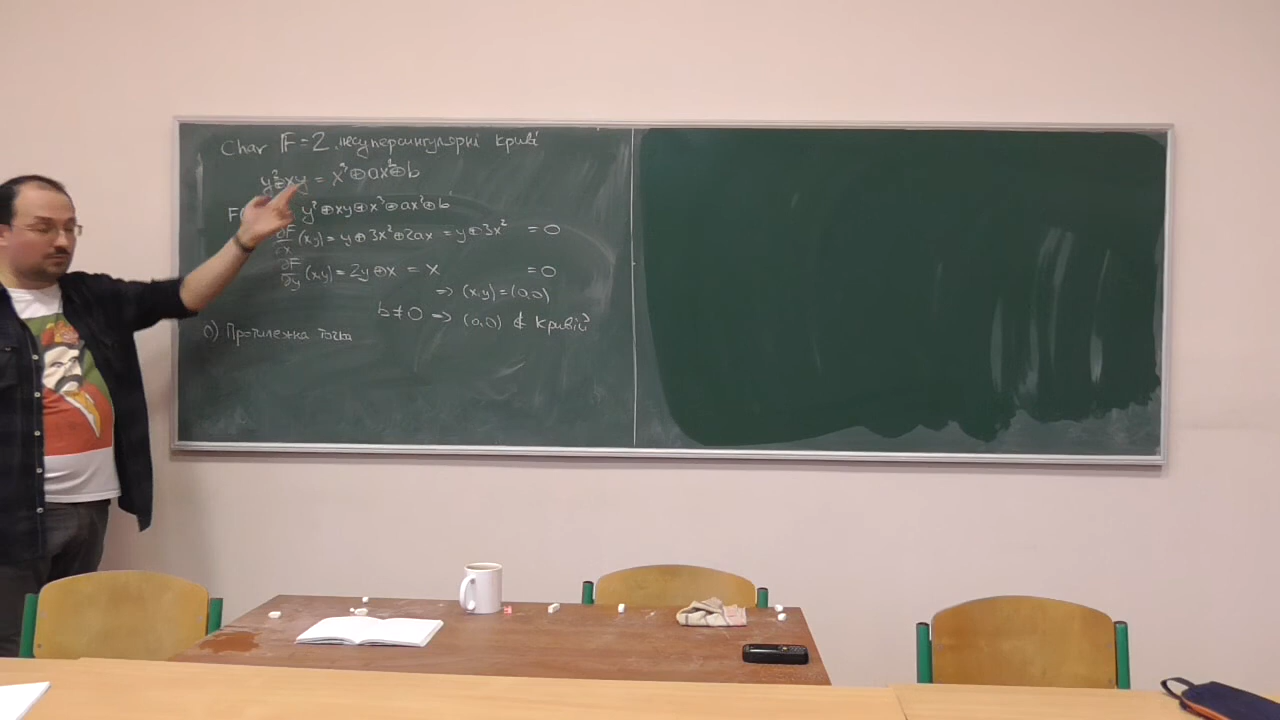 Char F = 2, несуперсингулярні криві
y² ⊕ xy = x³ ⊕ ax² ⊕ b
F( y² ⊕ xy ⊕ x³ ⊕ ax² ⊕ b
∂F/∂x (x,y) = y ⊕ 3x² ⊕ 2ax = y ⊕ 3x² = 0
∂F/∂y (x,y) = 2y ⊕ x = x = 0
⇒ (x,y) = (0,0)
b ≠ 0 ⇒ (0,0) ∉ кривій
0) Протилежна точка